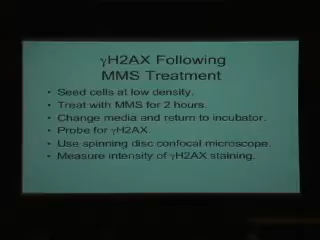 γH2AX Following
MMS Treatment
• Seed cells at low density.
• Treat with MMS for 2 hours.
• Change media and return to incubator.
• Probe for γH2AX.
• Use spinning disc confocal microscope.
• Measure intensity of γH2AX staining.